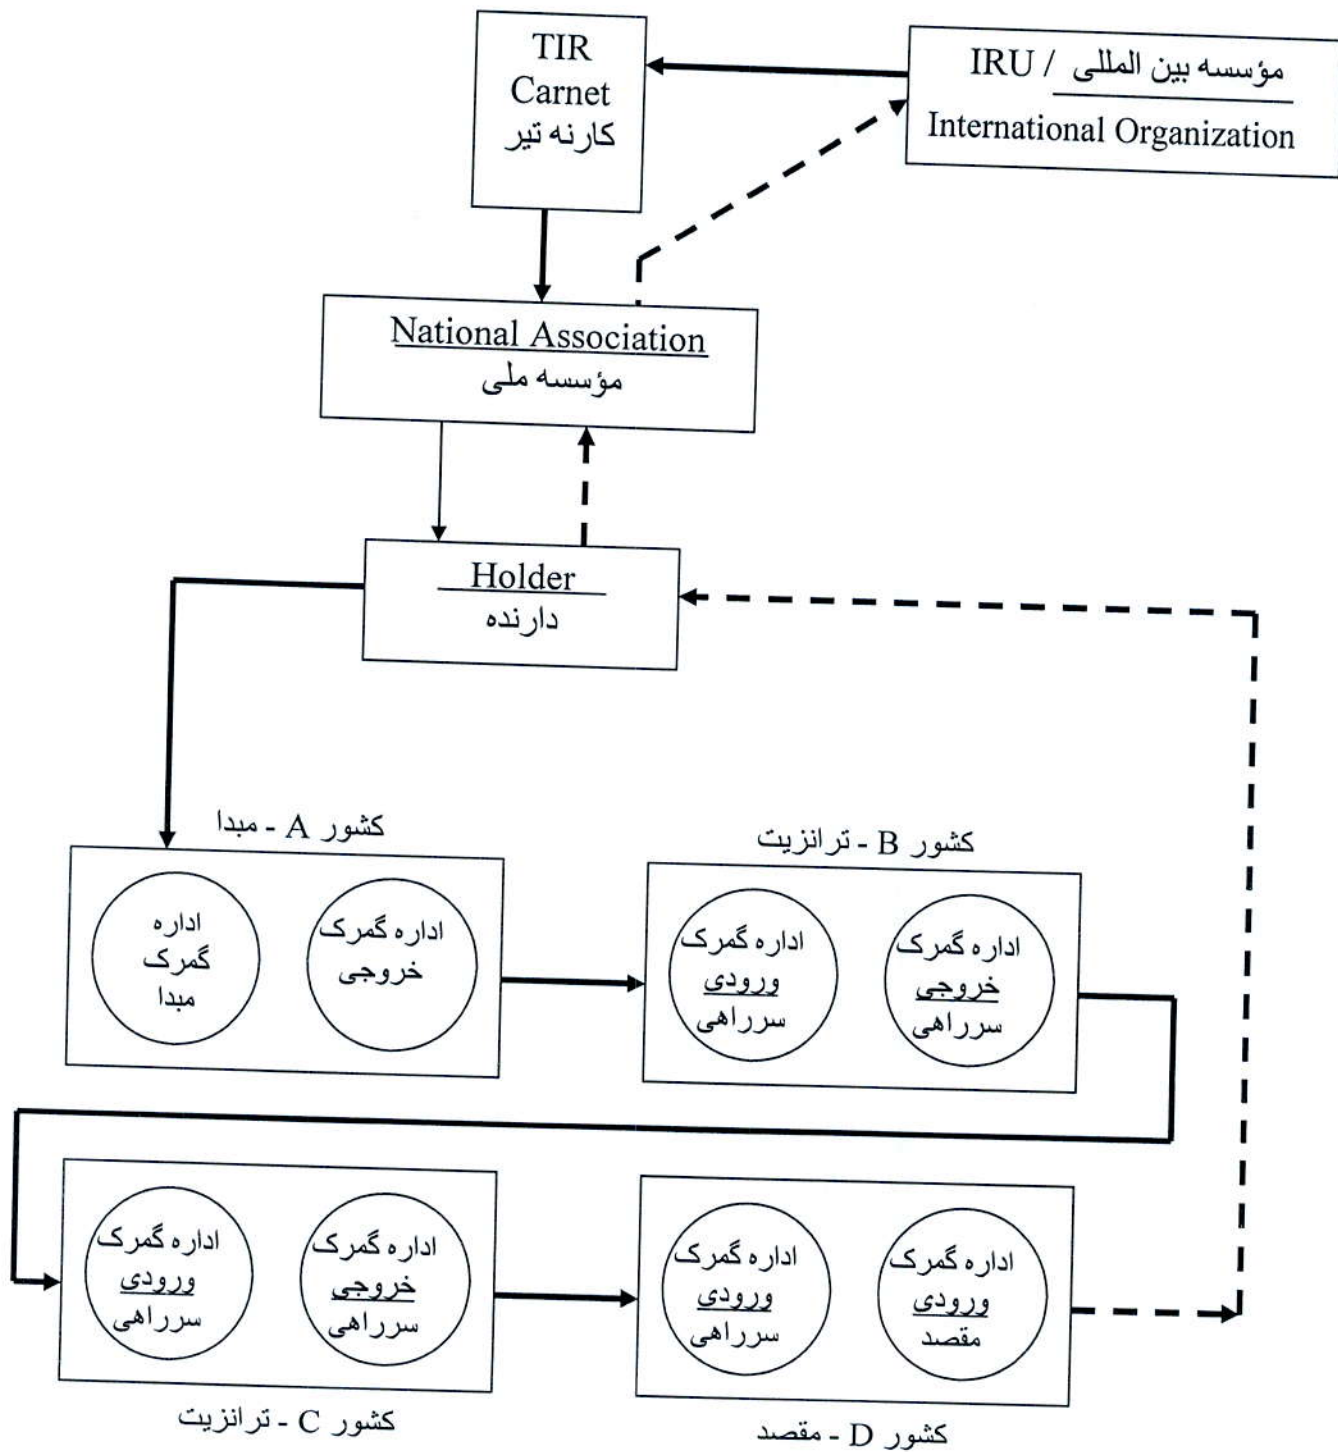 TIR
Carnet
کارنه تیر
IRU / مؤسسه بین المللی
International Organization
National Association
مؤسسه ملی
Holder
دارنده
کشور A - مبدا
اداره
گمرک
مبدا
اداره گمرک
خروجی
کشور B - ترانزیت
اداره گمرک
ورودی
سرراهی
اداره گمرک
خروجی
سرراهی
اداره گمرک
ورودی
سرراهی
اداره گمرک
خروجی
سرراهی
کشور C - ترانزیت
اداره گمرک
ورودی
سرراهی
اداره گمرک
ورودی
مقصد
کشور D - مقصد